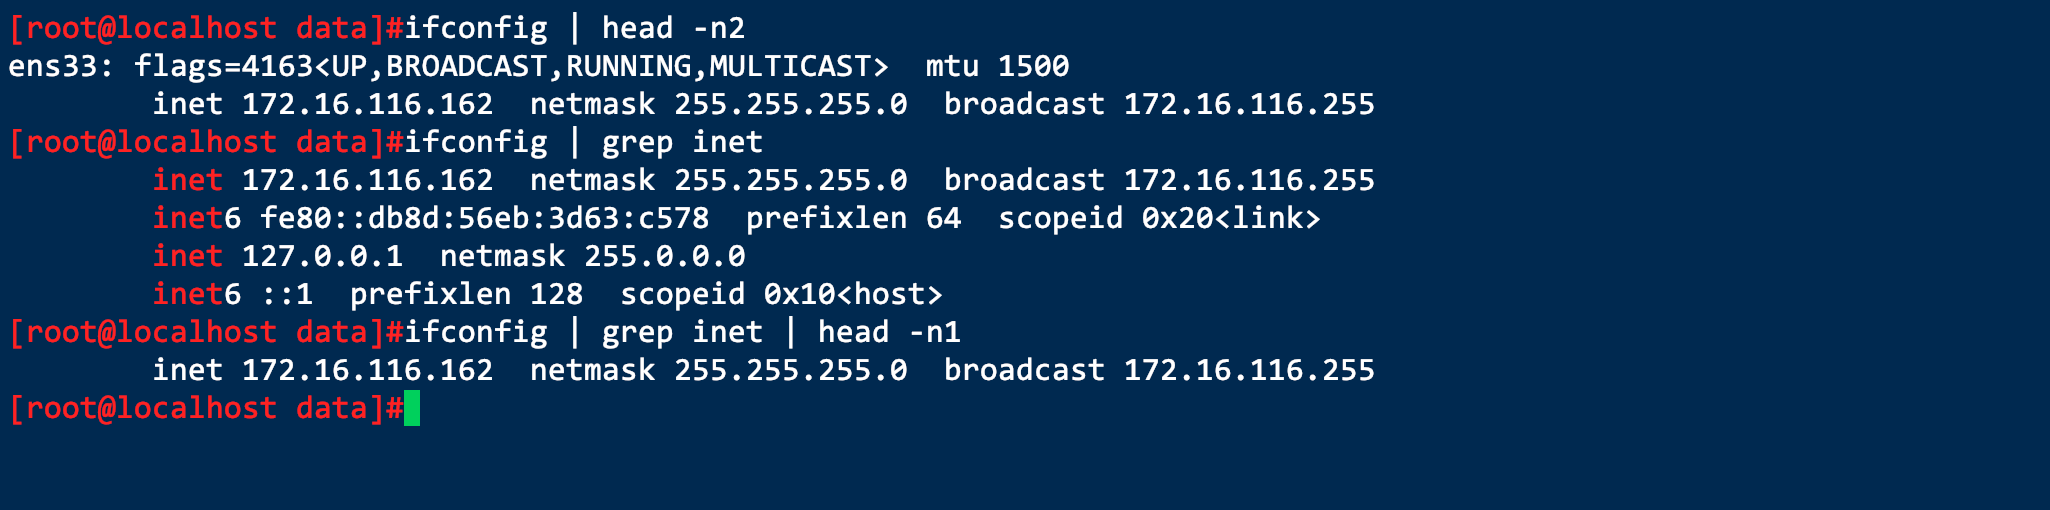 [root@localhost data]#ifconfig | head -n2
ens33: flags=4163<UP,BROADCAST,RUNNING,MULTICAST>  mtu 1500
        inet 172.16.116.162  netmask 255.255.255.0  broadcast 172.16.116.255
[root@localhost data]#ifconfig | grep inet
        inet 172.16.116.162  netmask 255.255.255.0  broadcast 172.16.116.255
        inet6 fe80::db8d:56eb:3d63:c578  prefixlen 64  scopeid 0x20<link>
        inet 127.0.0.1  netmask 255.0.0.0
        inet6 ::1  prefixlen 128  scopeid 0x10<host>
[root@localhost data]#ifconfig | grep inet | head -n1
        inet 172.16.116.162  netmask 255.255.255.0  broadcast 172.16.116.255
[root@localhost data]#